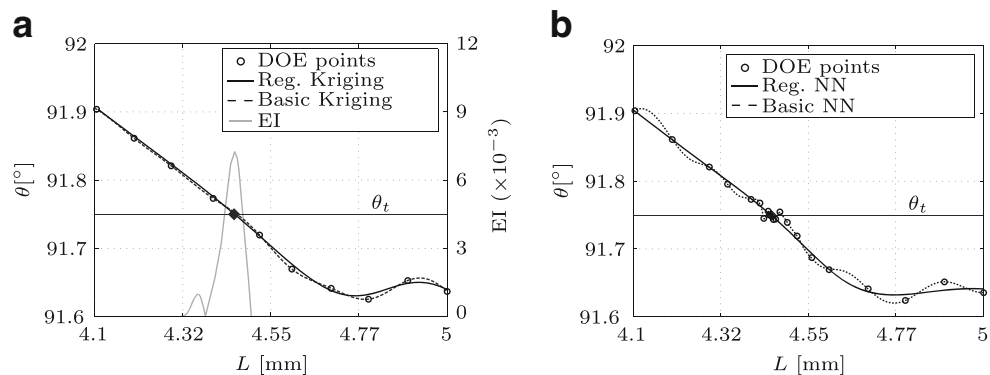 a
92
91.9
91.8
91.7
91.6
θ[°]
DOE points
Reg. Kriging
Basic Kriging
EI
θt
12
9
6
3
0
EI (×10⁻³)
4.1 4.32 4.55 4.77 5
L [mm]
b
92
91.9
91.8
91.7
91.6
θ[°]
DOE points
Reg. NN
Basic NN
θt
4.1 4.32 4.55 4.77 5
L [mm]